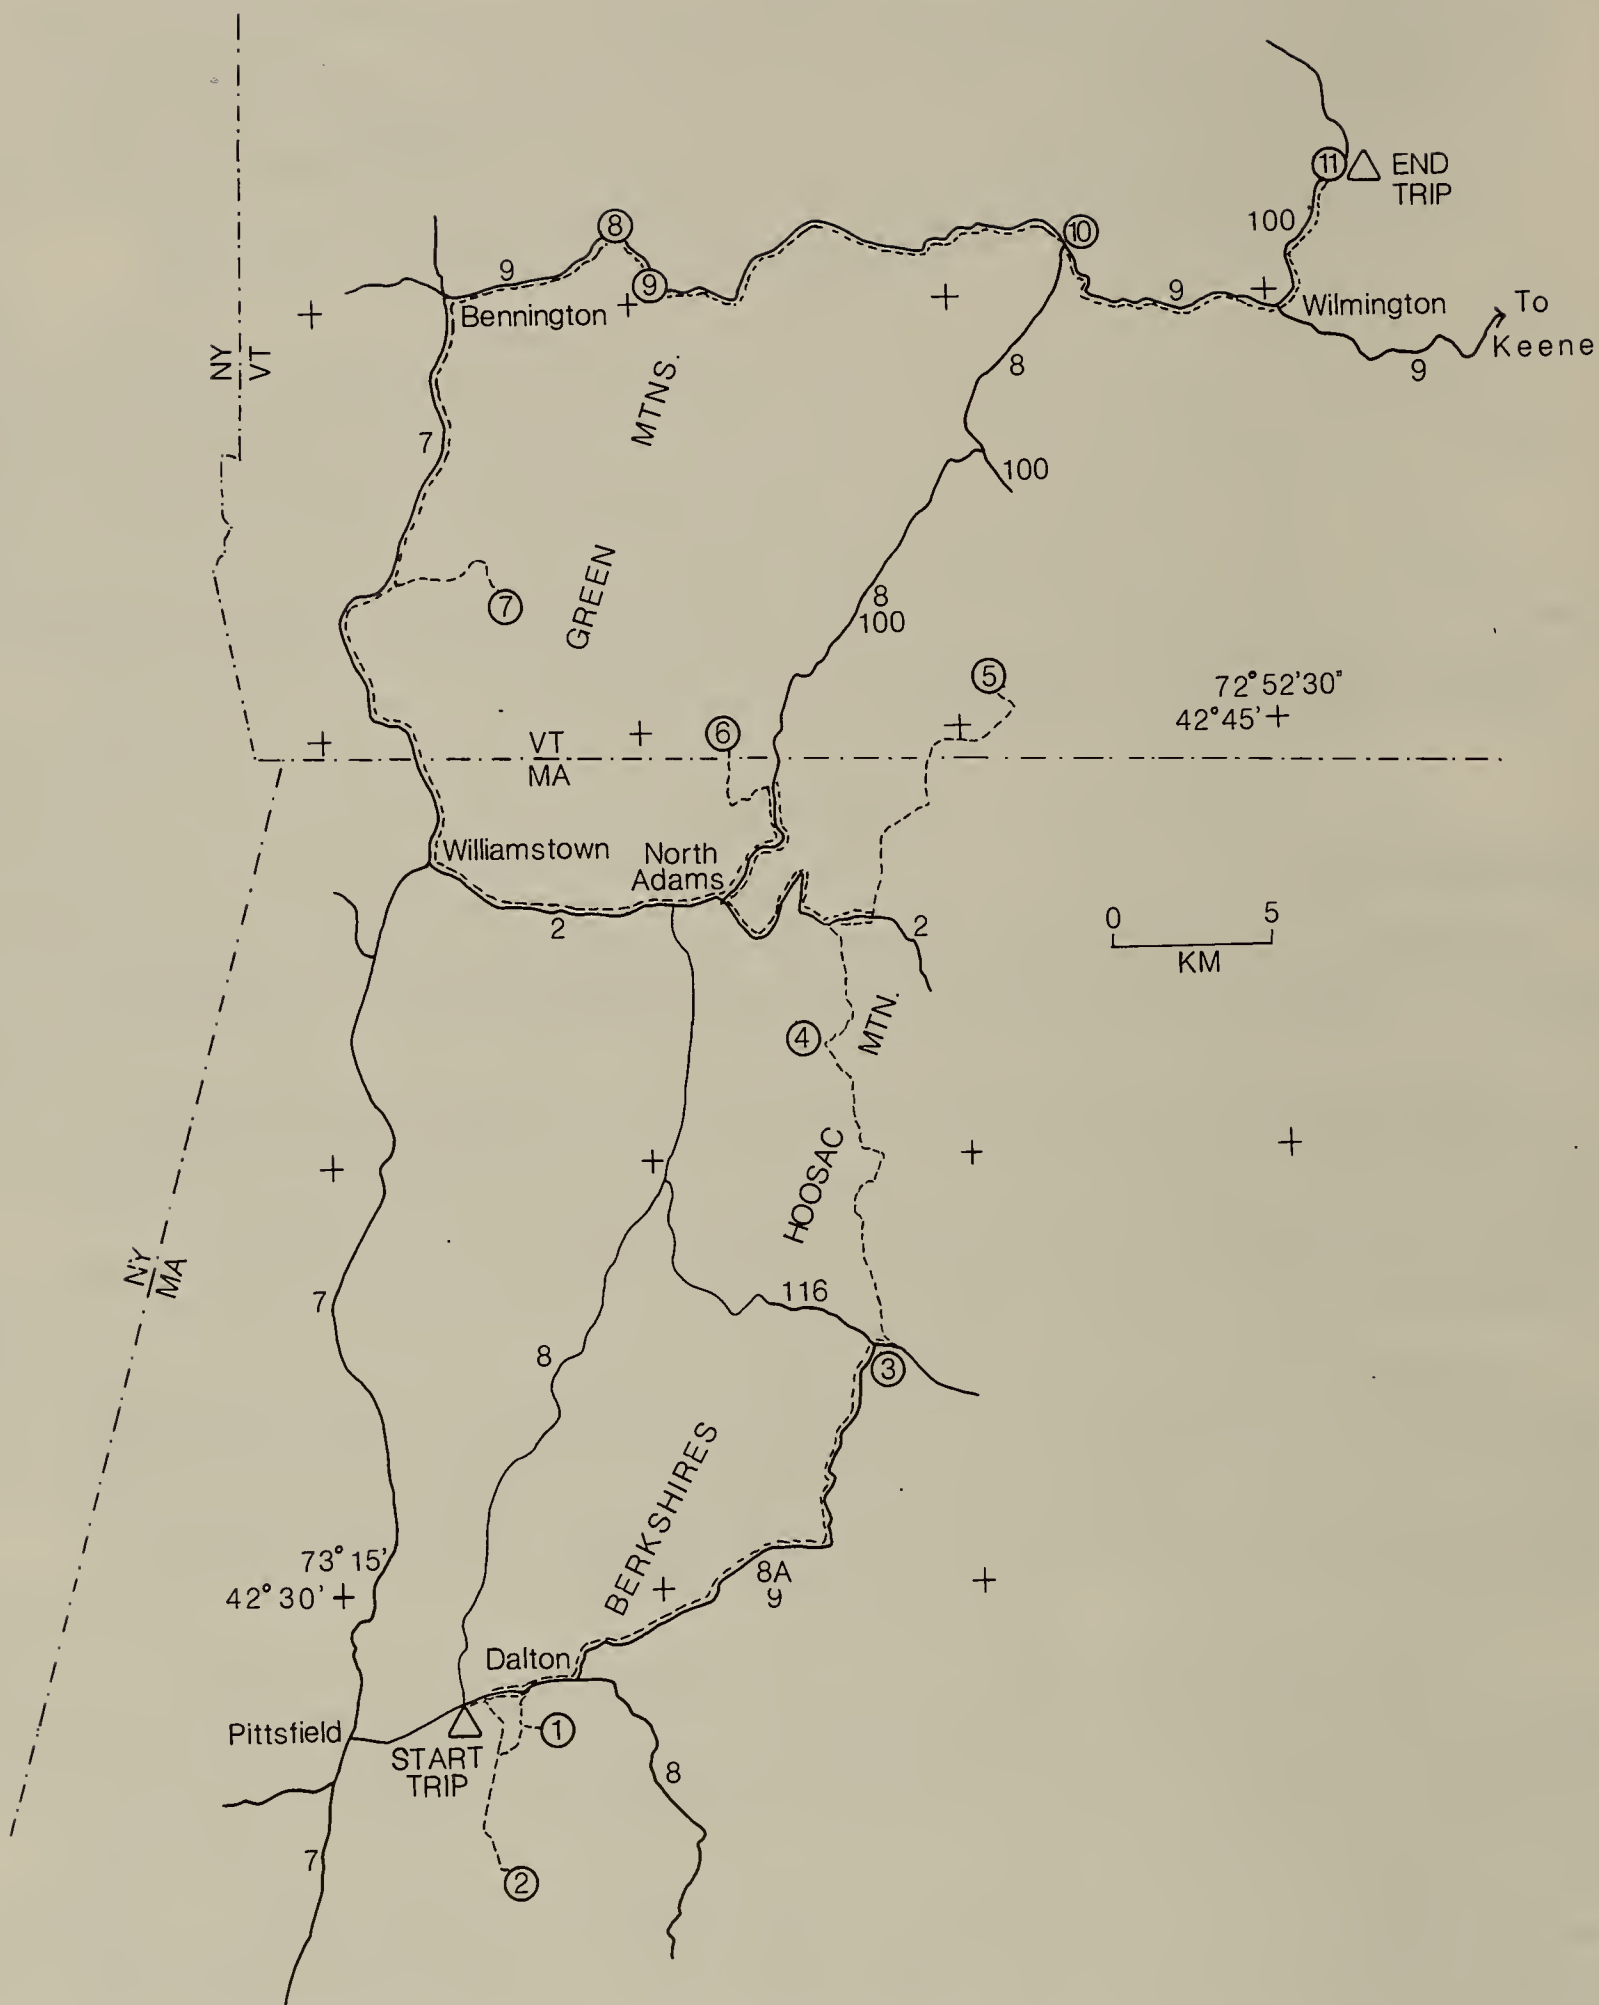 11
END
TRIP
100
8
10
9
9
9
Bennington
Wilmington
To
Keene
9
NY
VT
8
MTNS.
7
100
GREEN
7
8
100
5
72°52'30"
42°45'
6
VT
MA
Williamstown
North
Adams
2
2
0 5
KM
4
MTN.
HOOSAC
NY
MA
7
116
8
3
BERKSHIRES
73°15'
42°30'
8A
9
Dalton
Pittsfield
1
START
TRIP
8
7
2